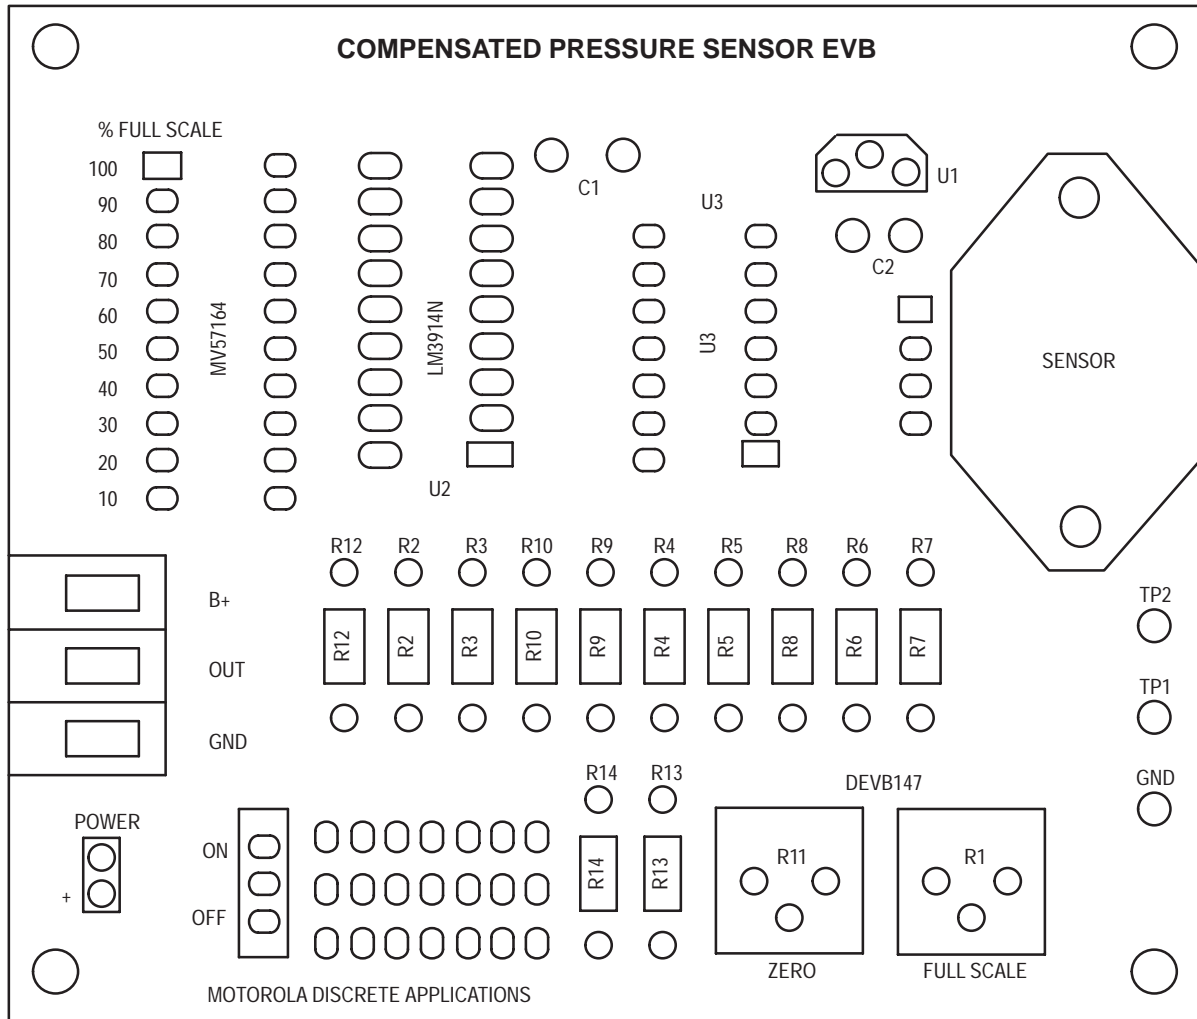 COMPENSATED PRESSURE SENSOR EVB
% FULL SCALE
100
90
80
70
60
50
40
30
20
10
MV57164
LM3914N
U2
C1
U3
U3
U1
C2
SENSOR
R12 R2 R3 R10 R9 R4 R5 R8 R6 R7
R12 R2 R3 R10 R9 R4 R5 R8 R6 R7
B+
OUT
GND
TP2
TP1
GND
R14 R13
R14 R13
DEVB147
R11
R1
ZERO
FULL SCALE
POWER
+
ON
OFF
MOTOROLA DISCRETE APPLICATIONS